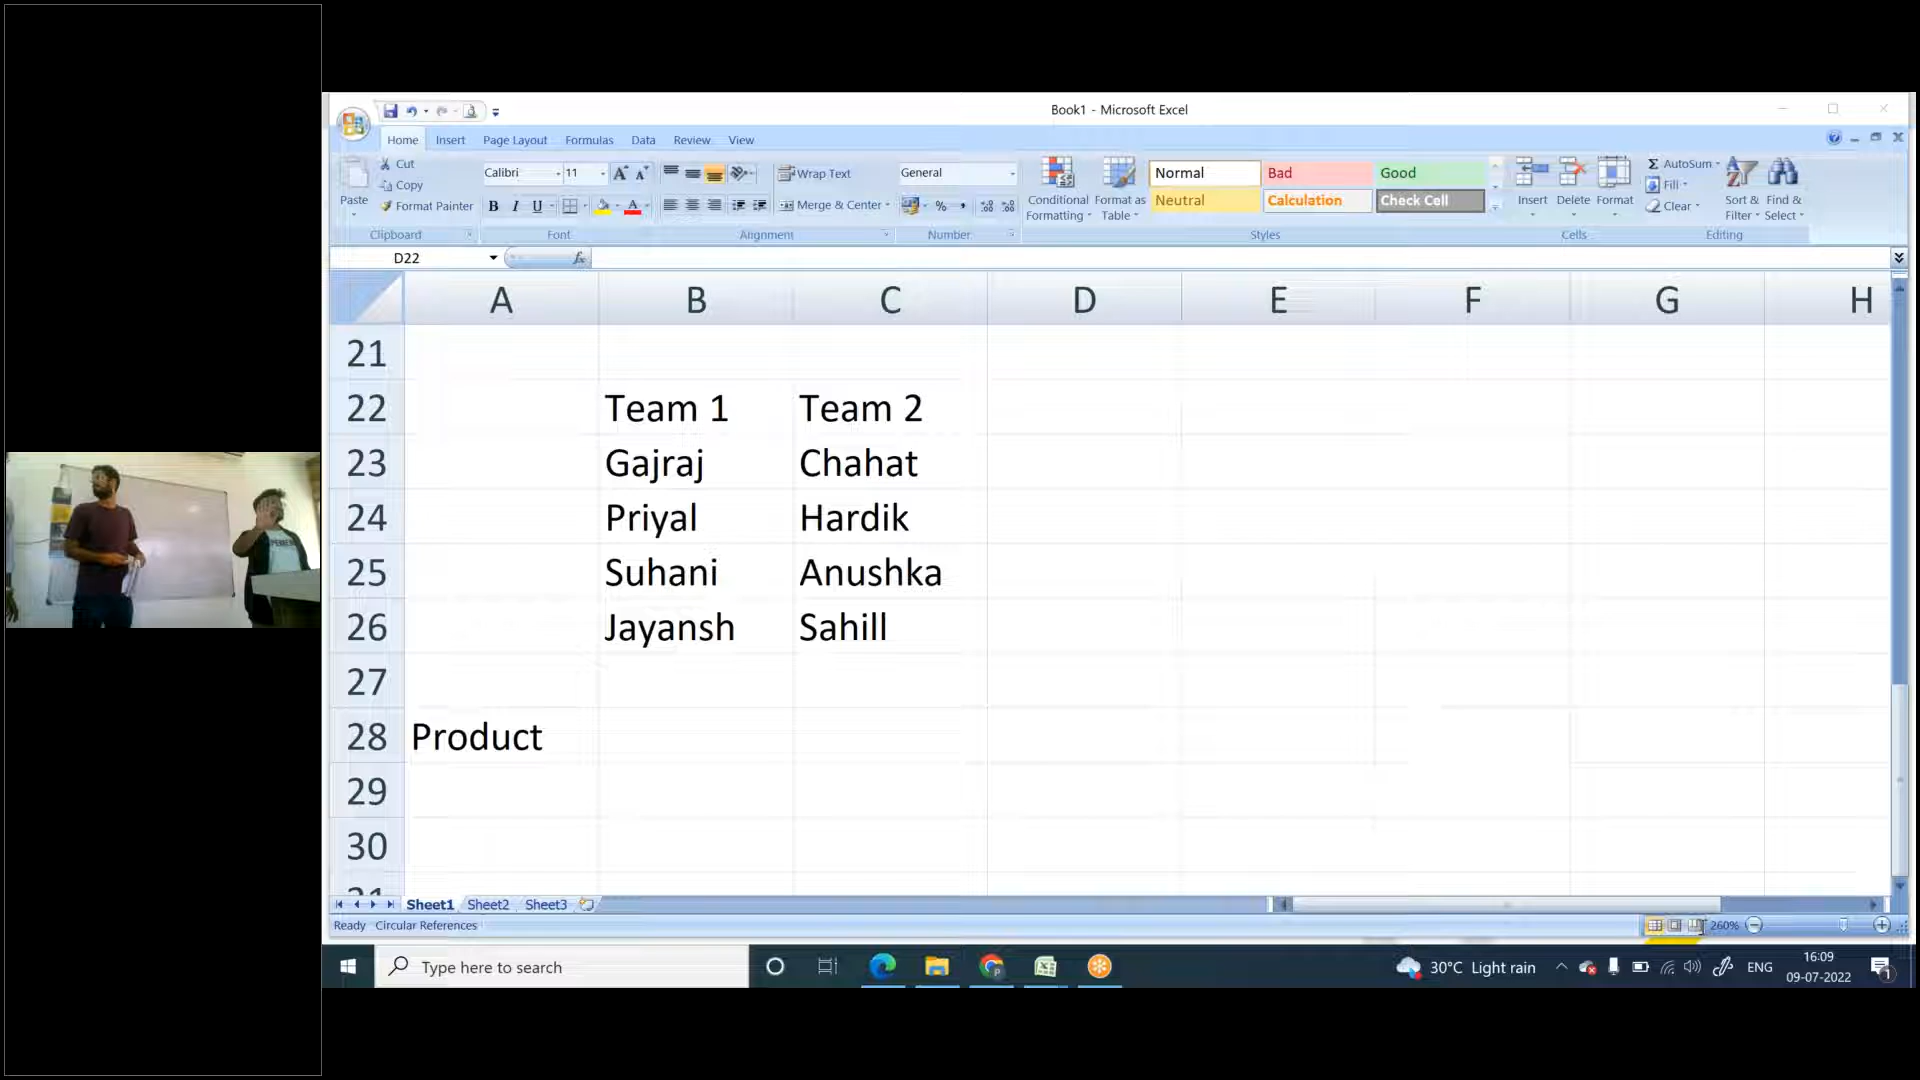 Book1 - Microsoft Excel
Home Insert Page Layout Formulas Data Review View
Cut
Copy
Format Painter
Paste
Clipboard
Calibri 11
B I U
Font
Wrap Text
Merge & Center
Alignment
General
%
Number
Conditional Formatting
Format as Table
Normal Bad Good
Neutral Calculation Check Cell
Styles
Insert Delete Format
Cells
Σ AutoSum
Fill
Clear
Sort & Filter
Find & Select
Editing
D22 fx
A B C D E F G H
21
22 Team 1 Team 2
23 Gajraj Chahat
24 Priyal Hardik
25 Suhani Anushka
26 Jayansh Sahill
27
28 Product
29
30
31
Sheet1 Sheet2 Sheet3
Ready Circular References 260%
Type here to search
30°C Light rain
ENG
16:09
09-07-2022
1